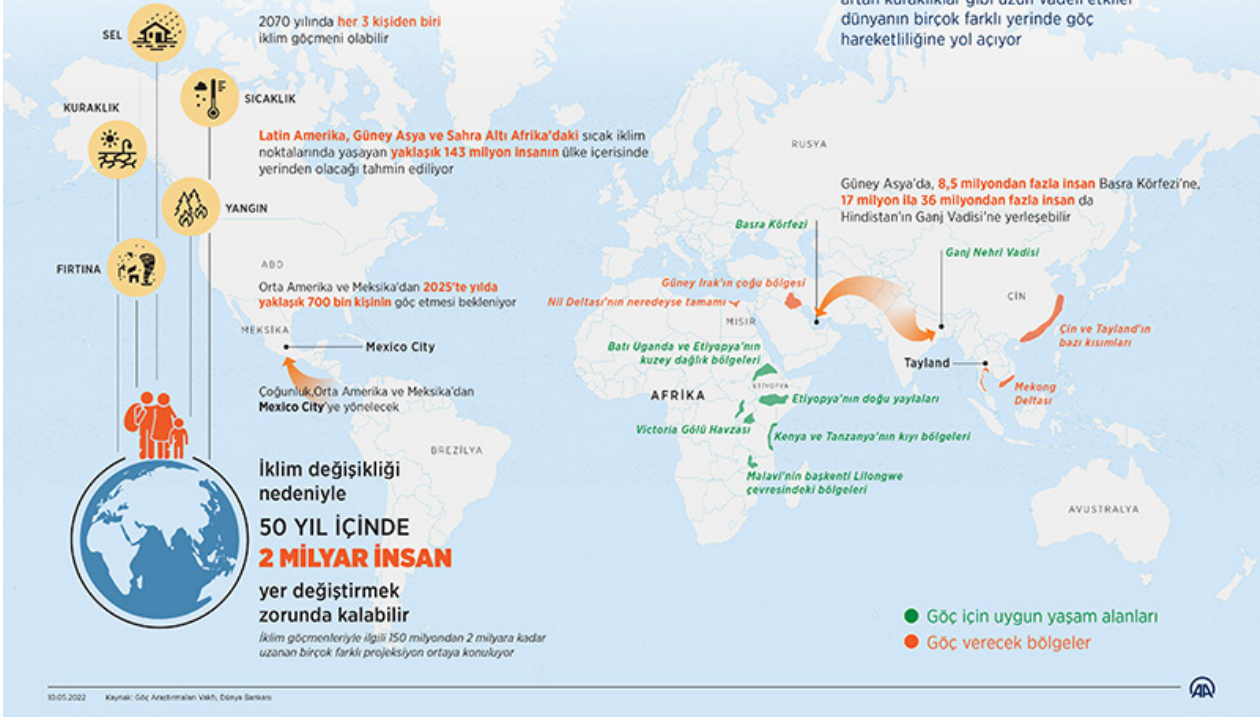 artan kuraklıklar gibi uzun vadeli etkiler
dünyanın birçok farklı yerinde göç
hareketliliğine yol açıyor
SEL
2070 yılında her 3 kişiden biri
iklim göçmeni olabilir
SICAKLIK
KURAKLIK
Latin Amerika, Güney Asya ve Sahra Altı Afrika'daki sıcak iklim
noktalarında yaşayan yaklaşık 143 milyon insanın ülke içerisinde
yerinden olacağı tahmin ediliyor
YANGIN
FIRTINA
RUSYA
Güney Asya'da, 8,5 milyondan fazla insan Basra Körfezi'ne,
17 milyon ila 36 milyondan fazla insan da
Hindistan'ın Ganj Vadisi'ne yerleşebilir
Basra Körfezi
Ganj Nehri Vadisi
ABD
Orta Amerika ve Meksika'dan 2025'te yılda
yaklaşık 700 bin kişinin göç etmesi bekleniyor
Güney Irak'ın çoğu bölgesi
Nil Deltası'nın neredeyse tamamı
MISIR
ÇİN
Çin ve Tayland'ın
bazı kısımları
MEKSİKA
Mexico City
Batı Uganda ve Etiyopya'nın
kuzey dağlık bölgeleri
Tayland
ETİYOPYA
AFRİKA
Etiyopya'nın doğu yaylaları
Mekong
Deltası
Çoğunluk,Orta Amerika ve Meksika'dan
Mexico City'ye yönelecek
Victoria Gölü Havzası
Kenya ve Tanzanya'nın kıyı bölgeleri
BREZİLYA
Malavi'nin başkenti Lilongwe
çevresindeki bölgeleri
AVUSTRALYA
İklim değişikliği
nedeniyle
50 YIL İÇİNDE
2 MİLYAR İNSAN
yer değiştirmek
zorunda kalabilir
İklim göçmenleriyle ilgili 150 milyondan 2 milyara kadar
uzanan birçok farklı projeksiyon ortaya konuluyor
Göç için uygun yaşam alanları
Göç verecek bölgeler
10.05.2022 Kaynak: Göç Araştırmaları Vakfı, Dünya Bankası
AA